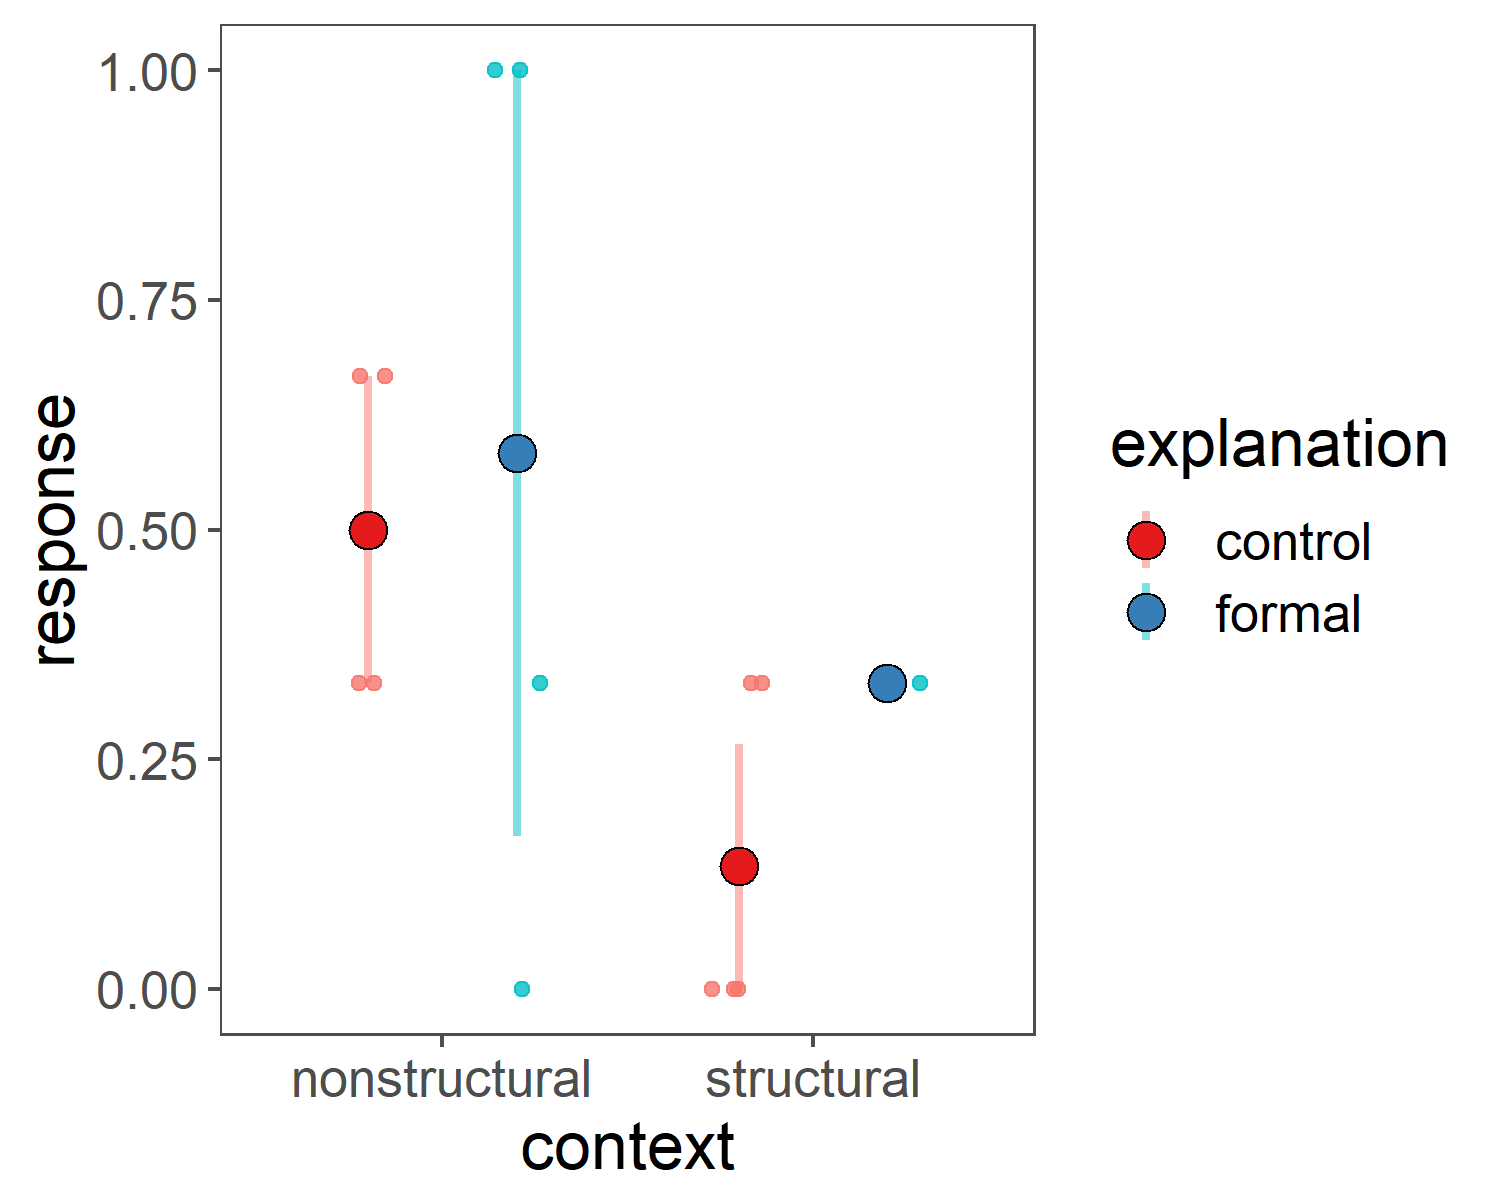 1.00
0.75
0.50
0.25
0.00
response
nonstructural
structural
context
explanation
control
formal